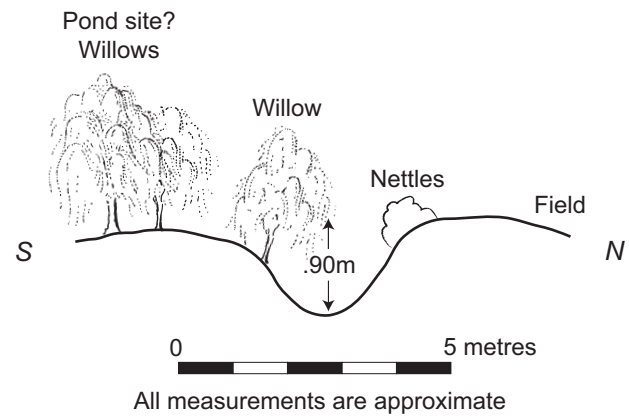 Pond site?
Willows
Willow
Nettles
Field
S
.90m
N
0
5 metres
All measurements are approximate